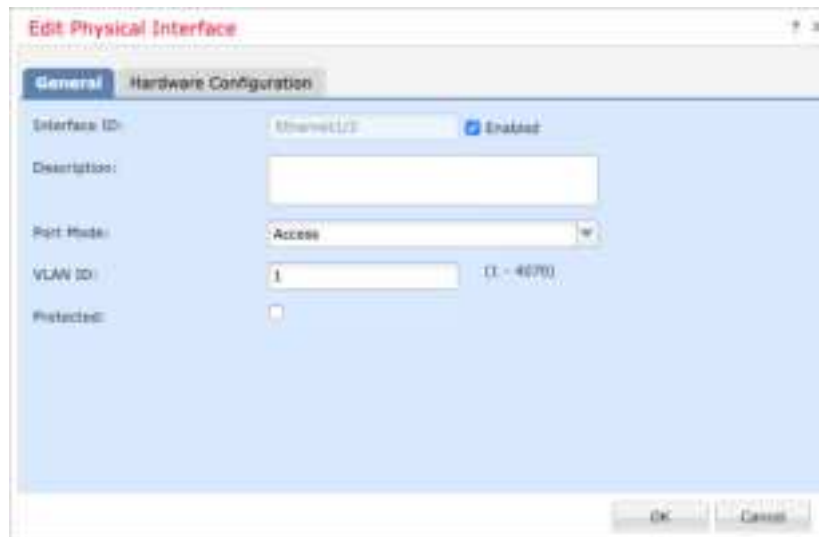 Edit Physical Interface
? x
General Hardware Configuration
Interface ID: Enabled
Description:
Port Mode: Access
VLAN ID: 1 (1 - 4070)
Protected:
OK Cancel